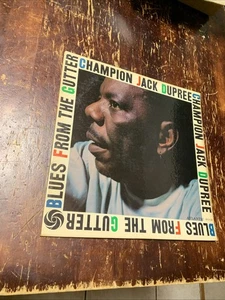 CHAMPION JACK DUPREE
CHAMPION JACK DUPREE
BLUES FROM THE GUTTER
BLUES FROM THE GUTTER